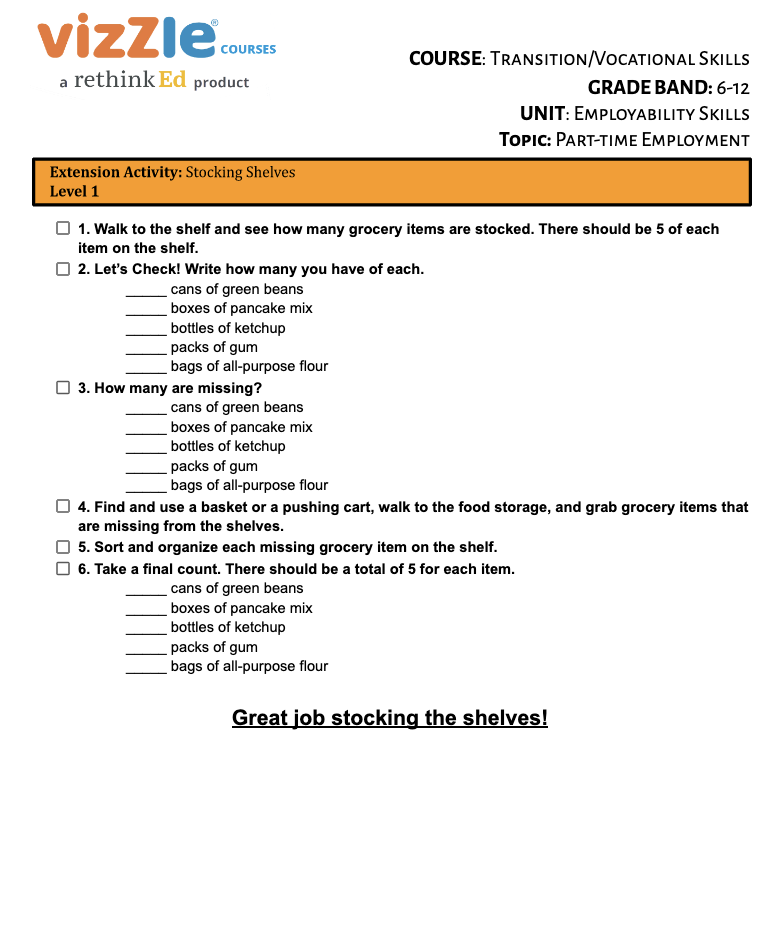 vizzle® COURSES
a rethinkEd product
COURSE: Transition/Vocational Skills
GRADE BAND: 6-12
UNIT: Employability Skills
Topic: Part-time Employment
Extension Activity: Stocking Shelves
Level 1
1. Walk to the shelf and see how many grocery items are stocked. There should be 5 of each
item on the shelf.
2. Let's Check! Write how many you have of each.
_____ cans of green beans
_____ boxes of pancake mix
_____ bottles of ketchup
_____ packs of gum
_____ bags of all-purpose flour
3. How many are missing?
_____ cans of green beans
_____ boxes of pancake mix
_____ bottles of ketchup
_____ packs of gum
_____ bags of all-purpose flour
4. Find and use a basket or a pushing cart, walk to the food storage, and grab grocery items that
are missing from the shelves.
5. Sort and organize each missing grocery item on the shelf.
6. Take a final count. There should be a total of 5 for each item.
_____ cans of green beans
_____ boxes of pancake mix
_____ bottles of ketchup
_____ packs of gum
_____ bags of all-purpose flour
Great job stocking the shelves!